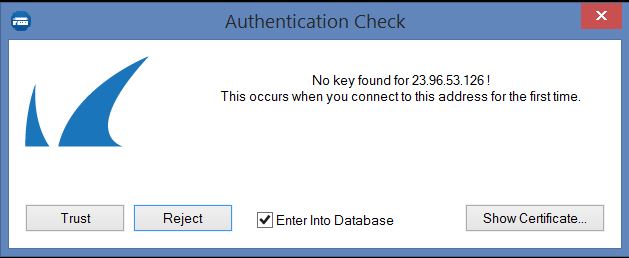 Authentication Check
No key found for 23.96.53.126 !
This occurs when you connect to this address for the first time.
Trust
Reject
Enter Into Database
Show Certificate...